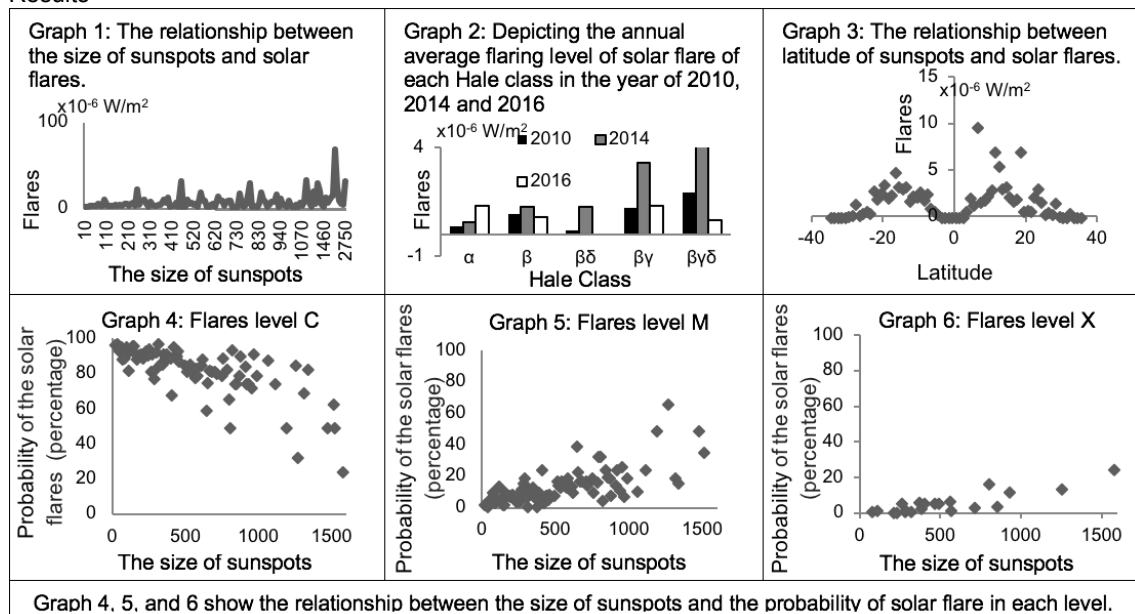 Results
Graph 1: The relationship between
the size of sunspots and solar
flares.
x10-6 W/m2
100
0
Flares
10
110
210
310
410
520
620
730
830
940
1070
1460
2750
The size of sunspots
Graph 2: Depicting the annual
average flaring level of solar flare of
each Hale class in the year of 2010,
2014 and 2016
x10-6 W/m2
4
-1
Flares
2010
2014
2016
α
β
βδ
βγ
βγδ
Hale Class
Graph 3: The relationship between
latitude of sunspots and solar flares.
15
x10-6 W/m2
10
5
0
Flares
-40
-20
0
20
40
Latitude
Graph 4: Flares level C
Probability of the solar
flares (percentage)
100
80
60
40
20
0
0
500
1000
1500
The size of sunspots
Graph 5: Flares level M
Probability of the solar flares
(percentage)
100
80
60
40
20
0
0
500
1000
1500
The size of sunspots
Graph 6: Flares level X
Probability of the solar flares
(percentage)
100
80
60
40
20
0
0
500
1000
1500
The size of sunspots
Graph 4, 5, and 6 show the relationship between the size of sunspots and the probability of solar flare in each level.